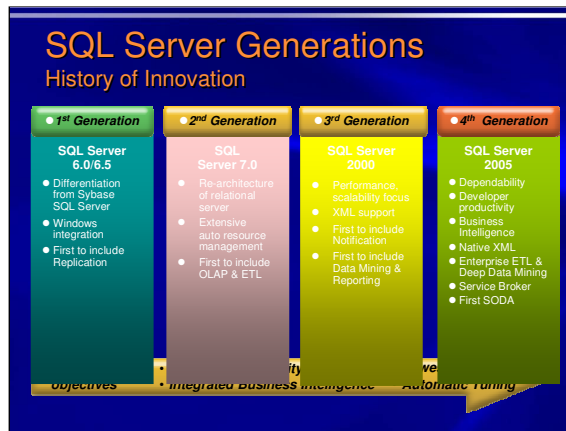 SQL Server Generations
History of Innovation
●1st Generation
SQL Server
6.0/6.5
● Differentiation
from Sybase
SQL Server
● Windows
integration
● First to include
Replication
●2nd Generation
SQL
Server 7.0
● Re-architecture
of relational
server
● Extensive
auto resource
management
● First to include
OLAP & ETL
●3rd Generation
SQL Server
2000
● Performance,
scalability focus
● XML support
● First to include
Notification
● First to include
Data Mining &
Reporting
●4th Generation
SQL Server
2005
● Dependability
● Developer
productivity
● Business
Intelligence
● Native XML
● Enterprise ETL &
Deep Data Mining
● Service Broker
● First SODA
objectives • Integrated Business Intelligence Automatic Tuning